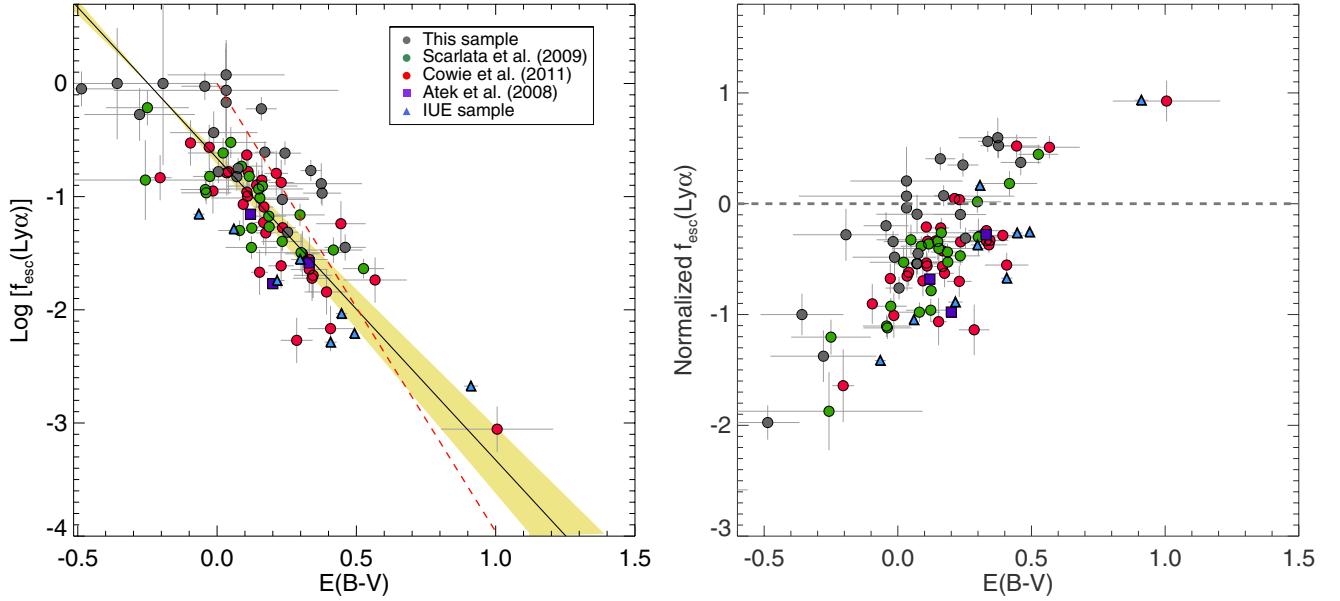 This sample
Scarlata et al. (2009)
Cowie et al. (2011)
Atek et al. (2008)
IUE sample
Log [f_esc(Lyα)]
0
-1
-2
-3
-4
-0.5
0.0
0.5
1.0
1.5
E(B-V)
Normalized f_esc(Lyα)
1
0
-1
-2
-3
-0.5
0.0
0.5
1.0
1.5
E(B-V)